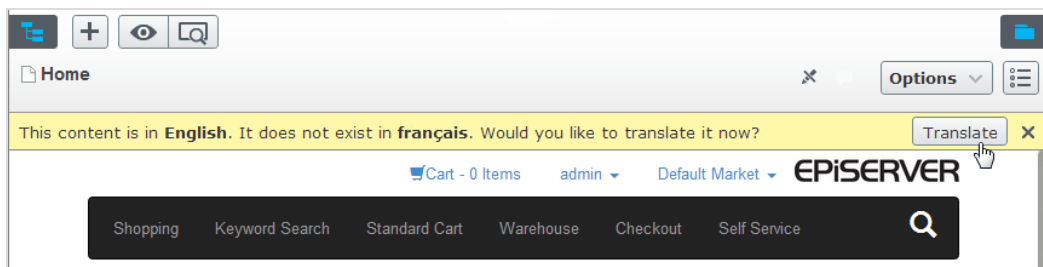 Home
Options
This content is in English. It does not exist in français. Would you like to translate it now? Translate
Cart - 0 Items admin Default Market EPiSERVER
Shopping Keyword Search Standard Cart Warehouse Checkout Self Service